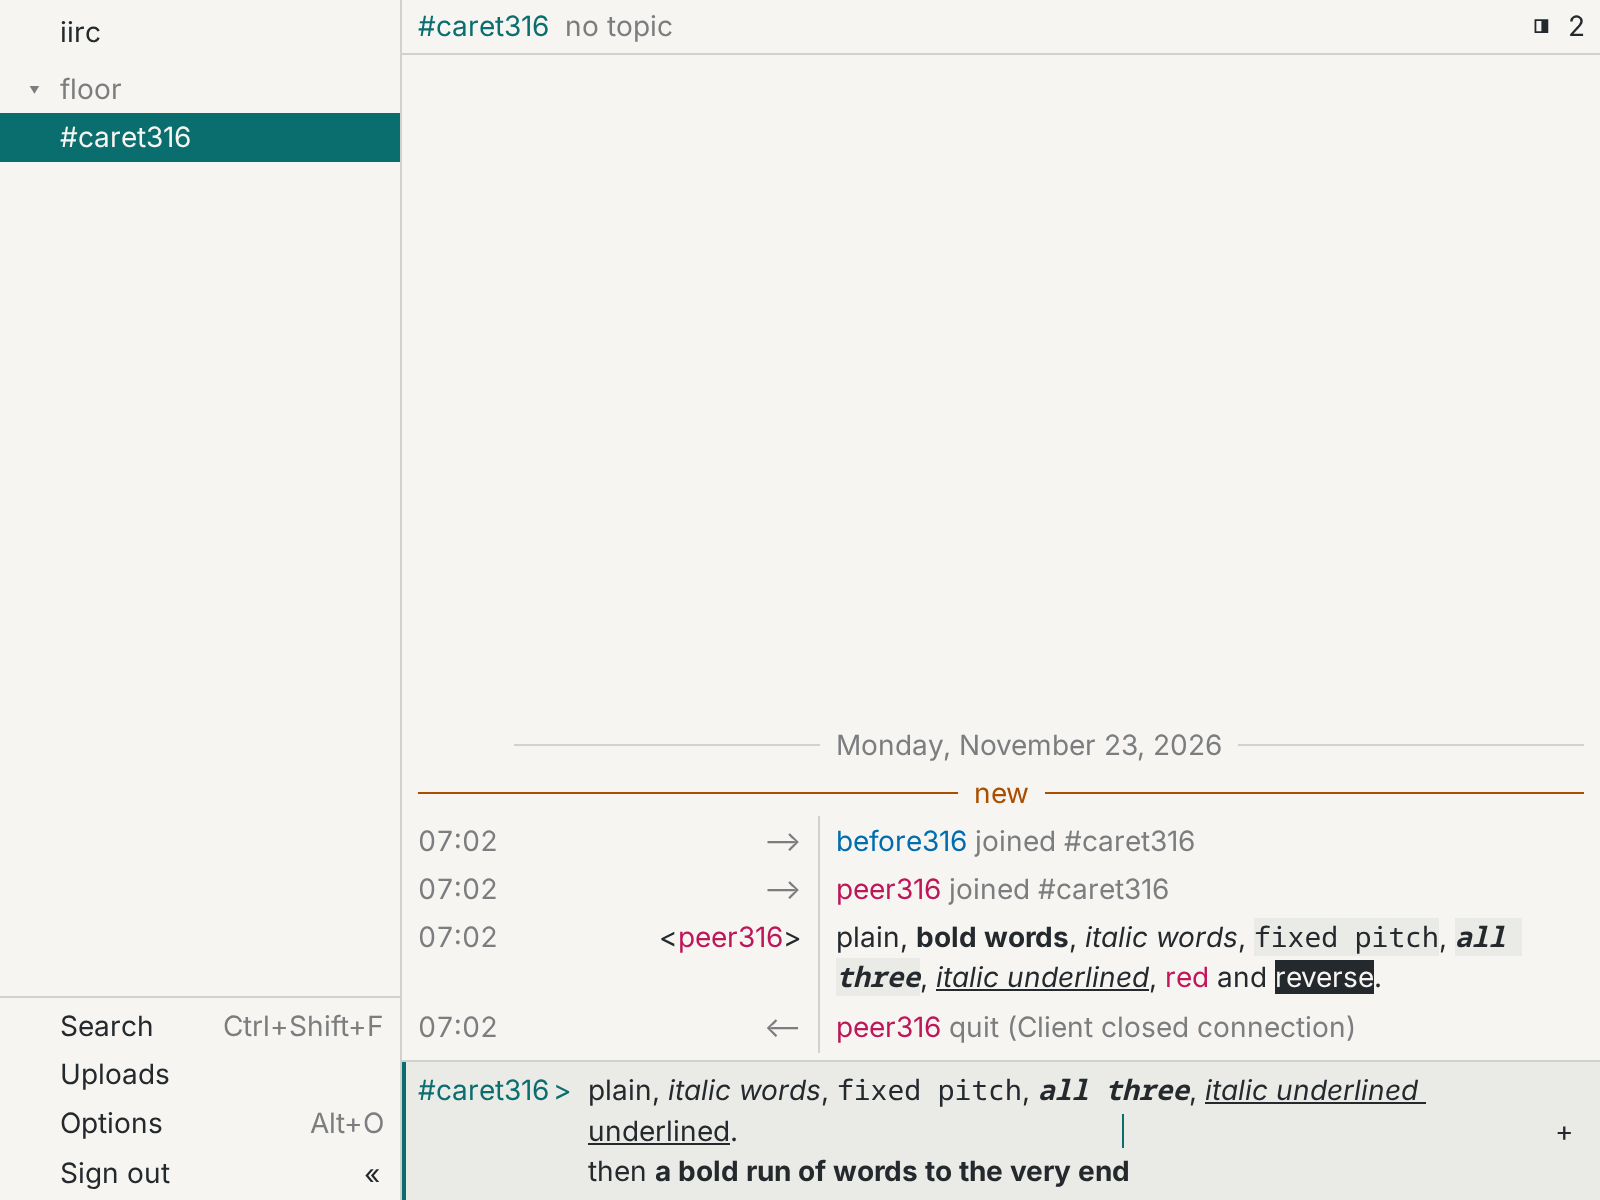 iirc
floor
#caret316
Search Ctrl+Shift+F
Uploads
Options Alt+O
Sign out «
#caret316 no topic 2
Monday, November 23, 2026
new
07:02 → before316 joined #caret316
07:02 → peer316 joined #caret316
07:02 <peer316> plain, bold words, italic words, fixed pitch, all
three, italic underlined, red and reverse.
07:02 ← peer316 quit (Client closed connection)
#caret316> plain, italic words, fixed pitch, all three, italic underlined
underlined. +
then a bold run of words to the very end